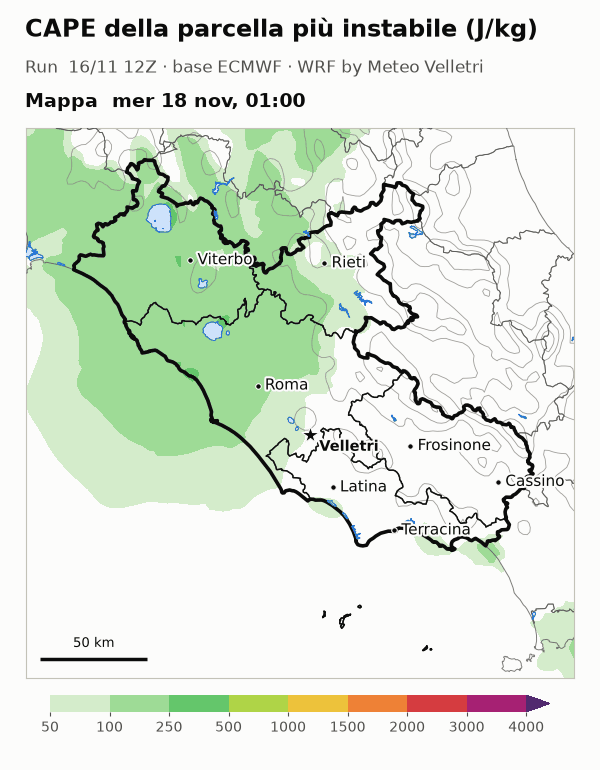 CAPE della parcella più instabile (J/kg)
Run 16/11 12Z · base ECMWF · WRF by Meteo Velletri
Mappa mer 18 nov, 01:00
Viterbo
Rieti
Roma
Velletri
Frosinone
Cassino
Latina
Terracina
50 km
50 100 250 500 1000 1500 2000 3000 4000